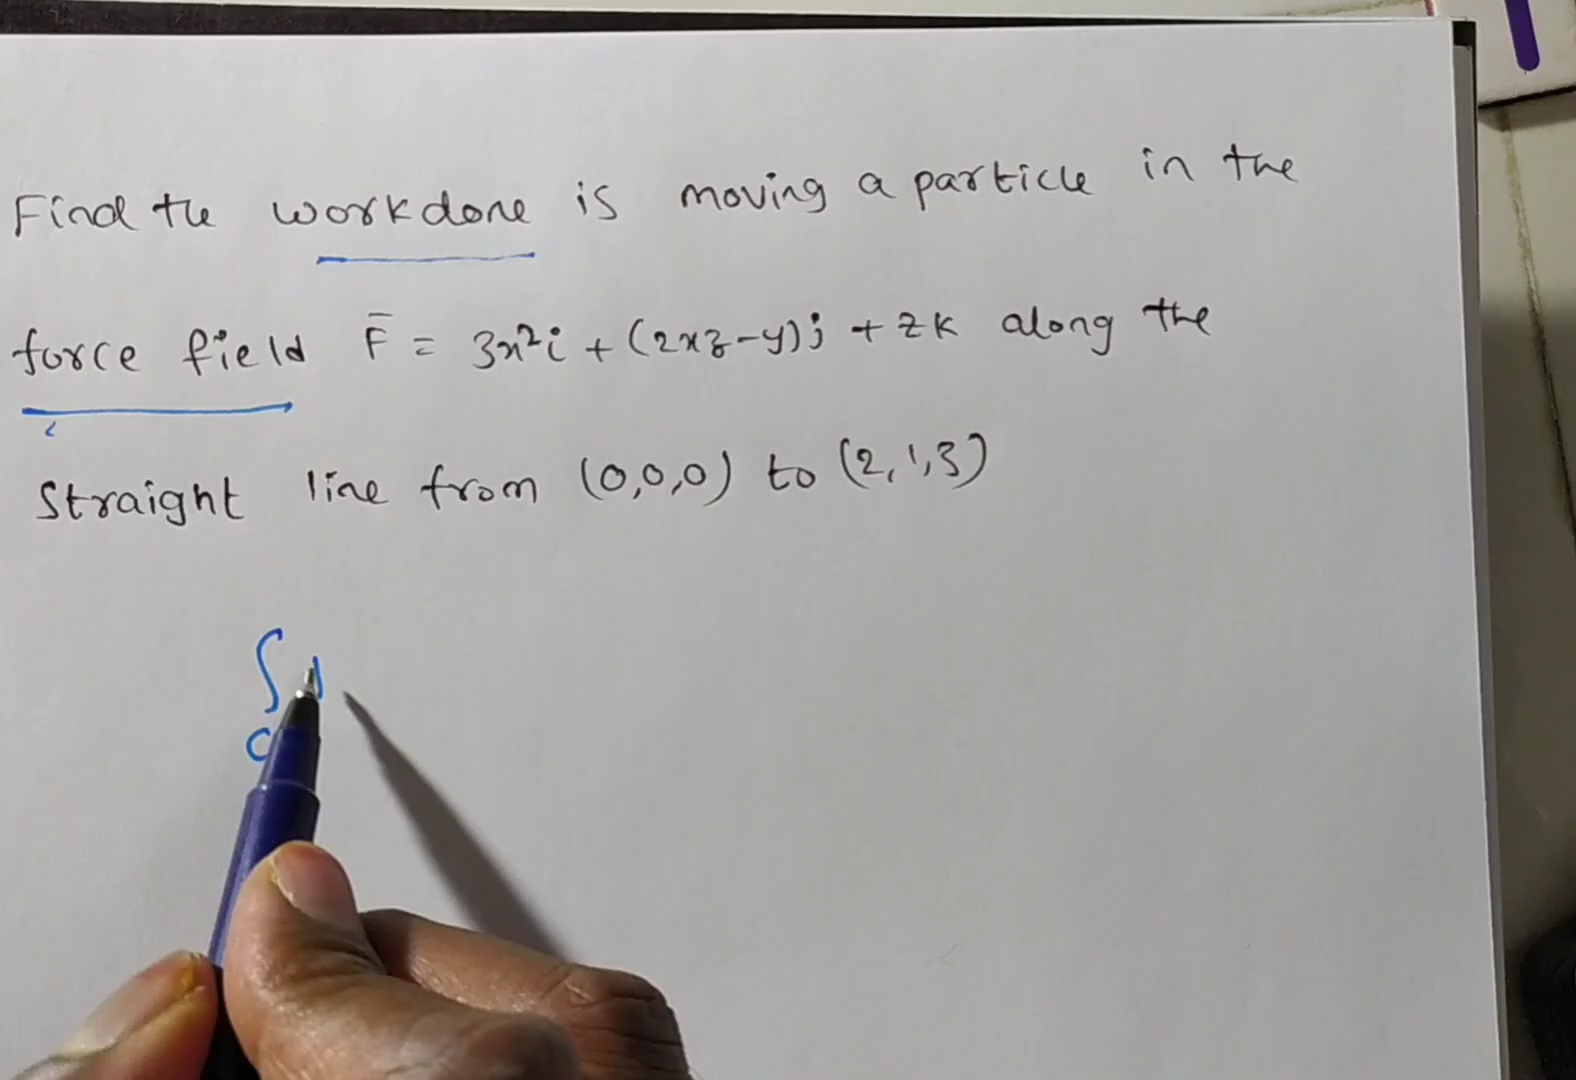 Find the workdone is moving a particle in the
force field F̄ = 3x²i + (2xz-y)j + zk along the
Straight line from (0,0,0) to (2,1,3)
∫
c